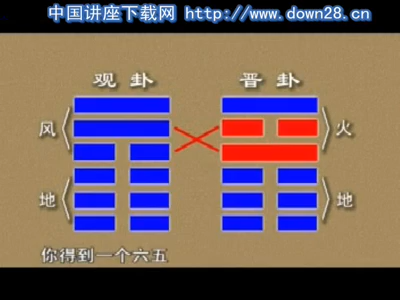 中国讲座下载网 http://www.down28.cn
观卦 晋卦
风 火
地 地
你得到一个六五